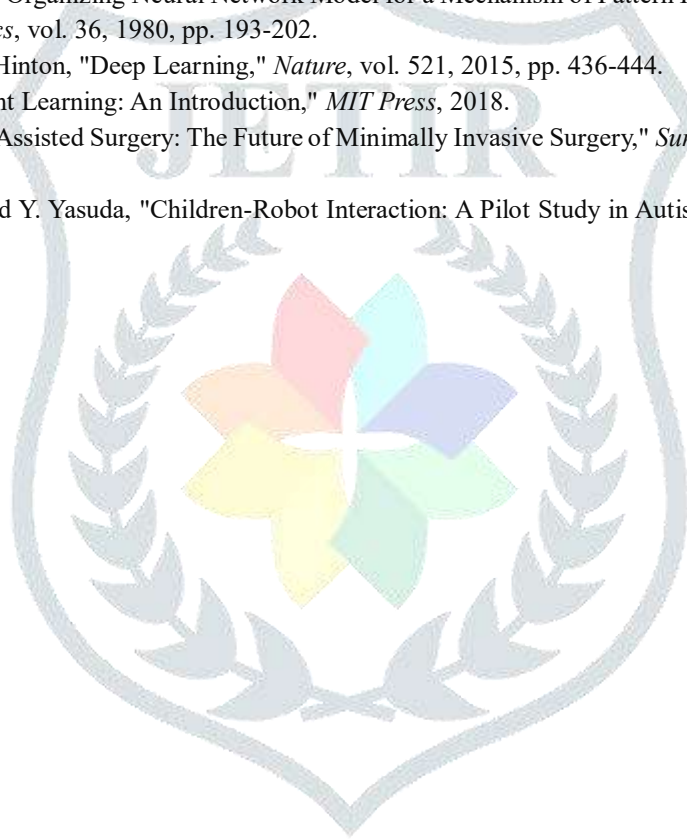 Organizing Neural Network Model for a Mechanism of Pattern
cs, vol. 36, 1980, pp. 193-202.
Hinton, "Deep Learning," Nature, vol. 521, 2015, pp. 436-444.
nt Learning: An Introduction," MIT Press, 2018.
Assisted Surgery: The Future of Minimally Invasive Surgery," Sur
JETIR
d Y. Yasuda, "Children-Robot Interaction: A Pilot Study in Autis